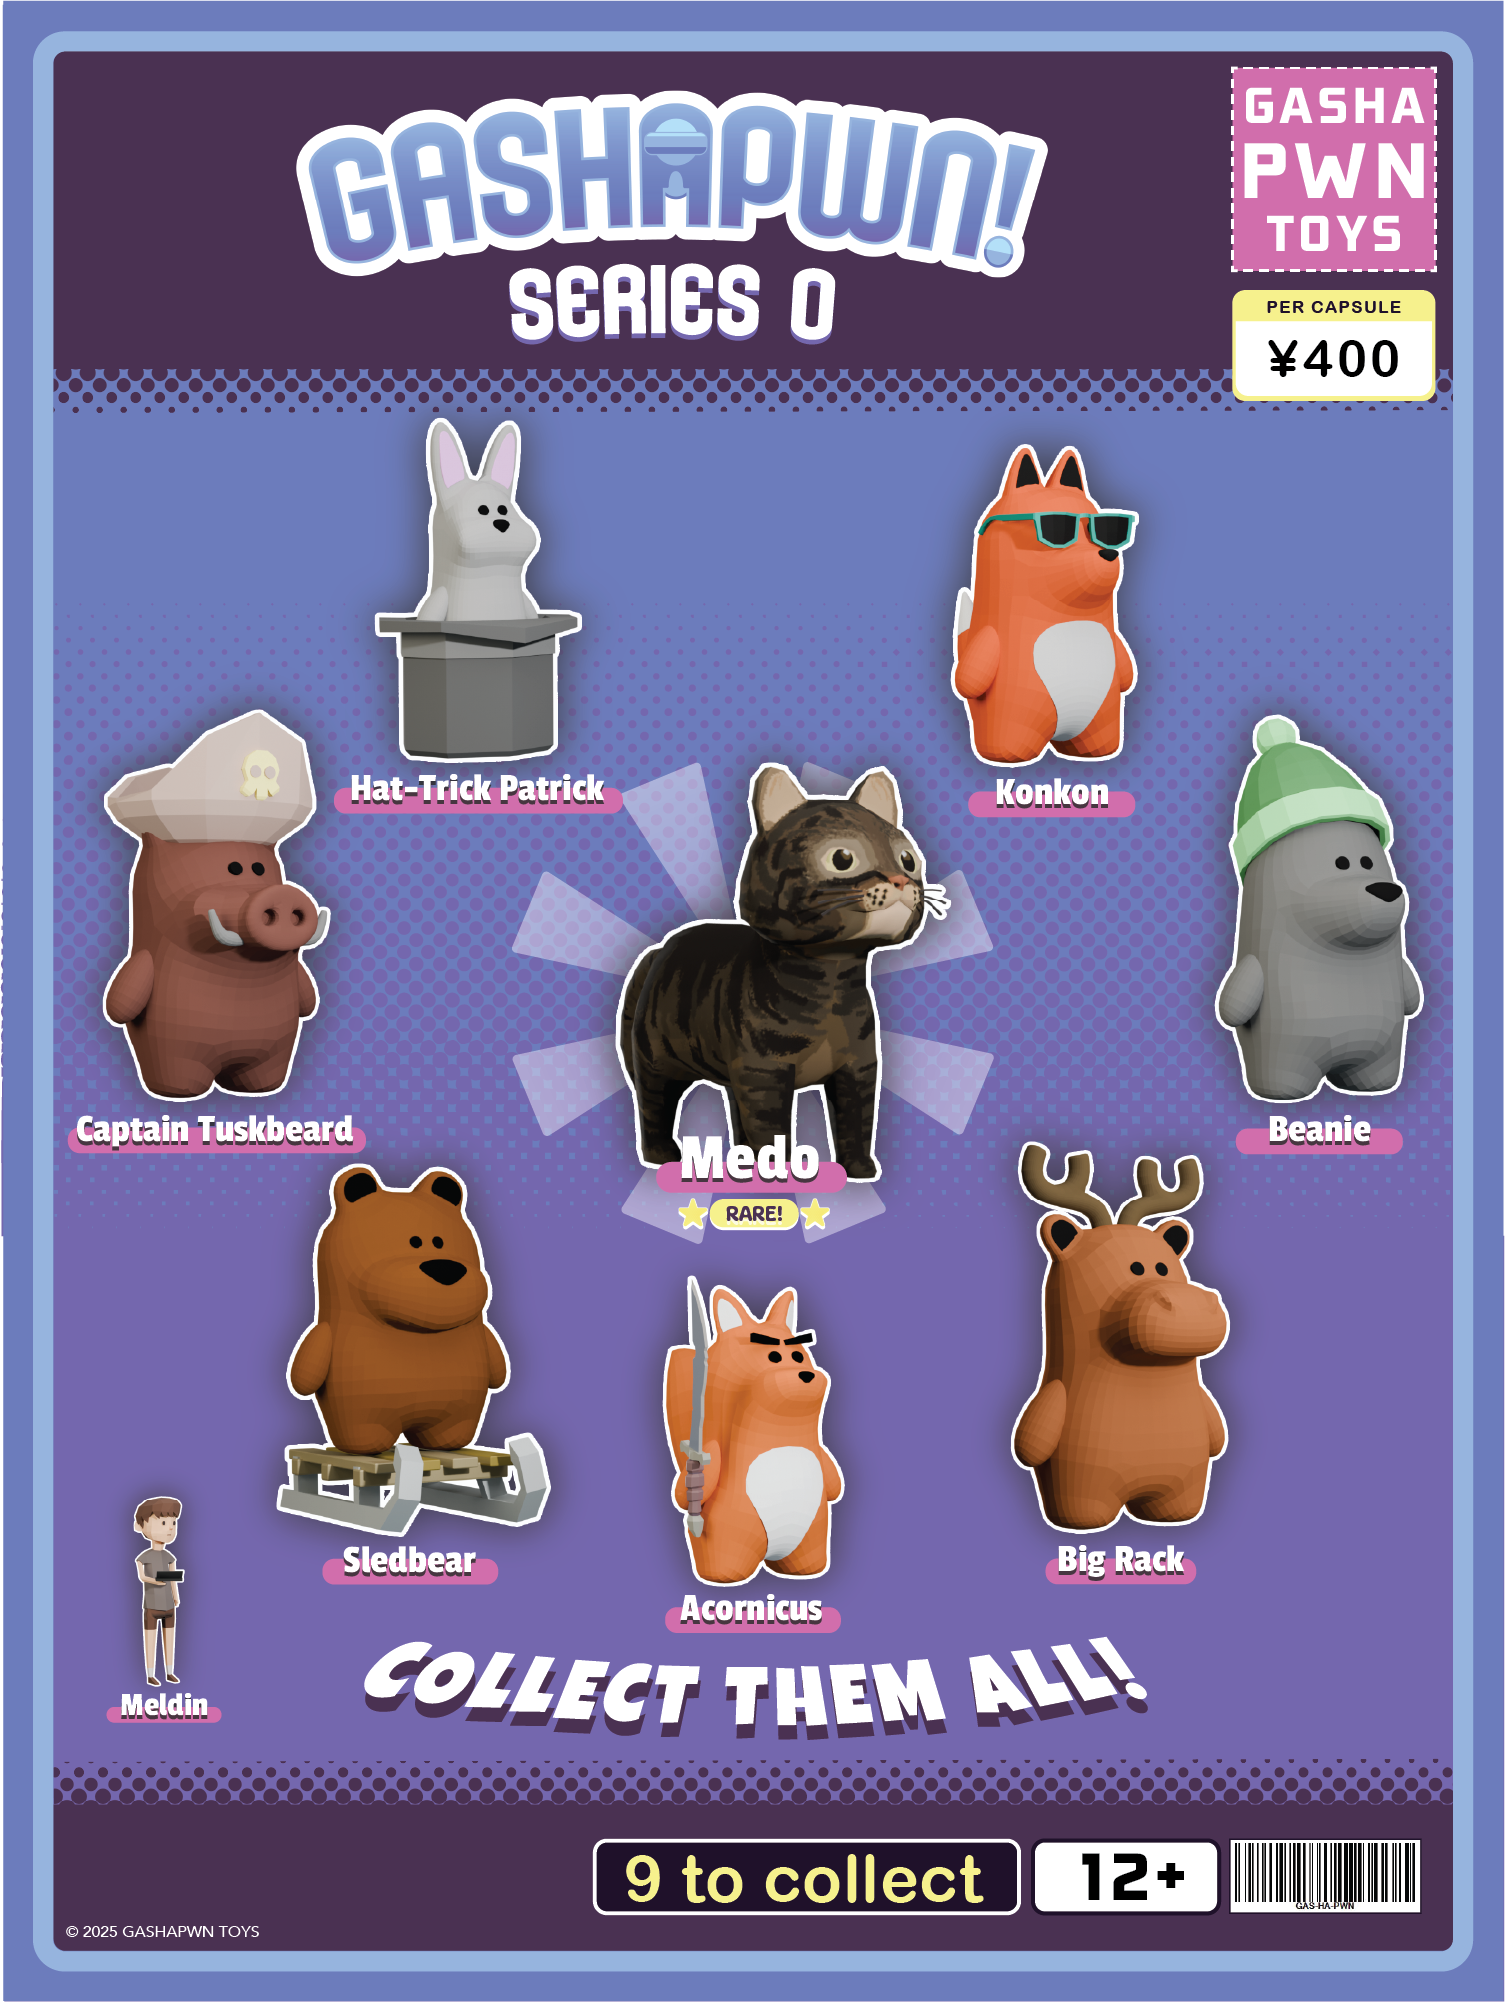 GASHAPWN!
SERIES 0
GASHA
PWN
TOYS
PER CAPSULE
¥400
Hat-Trick Patrick
Konkon
Captain Tuskbeard
Beanie
Medo
RARE!
Sledbear
Big Rack
Acornicus
Meldin
COLLECT THEM ALL!
9 to collect
12+
GAS-HA-PWN
© 2025 GASHAPWN TOYS